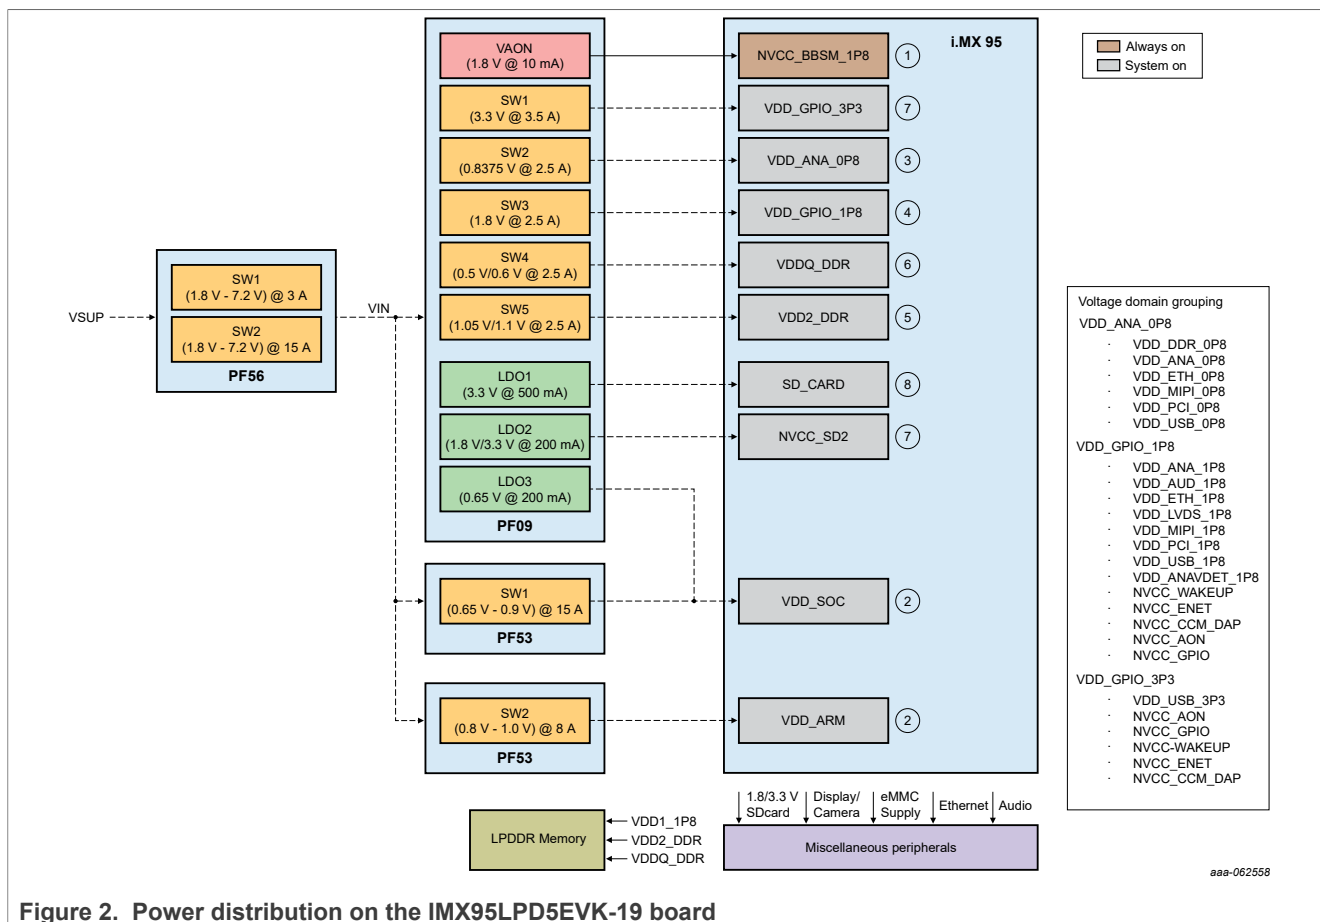 VAON
(1.8 V @ 10 mA)
SW1
(3.3 V @ 3.5 A)
SW2
(0.8375 V @ 2.5 A)
SW3
(1.8 V @ 2.5 A)
SW4
(0.5 V/0.6 V @ 2.5 A)
SW5
(1.05 V/1.1 V @ 2.5 A)
LDO1
(3.3 V @ 500 mA)
LDO2
(1.8 V/3.3 V @ 200 mA)
LDO3
(0.65 V @ 200 mA)
PF09
VSUP
SW1
(1.8 V - 7.2 V) @ 3 A
SW2
(1.8 V - 7.2 V) @ 15 A
PF56
VIN
SW1
(0.65 V - 0.9 V) @ 15 A
PF53
SW2
(0.8 V - 1.0 V) @ 8 A
PF53
i.MX 95
NVCC_BBSM_1P8
1
VDD_GPIO_3P3
7
VDD_ANA_0P8
3
VDD_GPIO_1P8
4
VDDQ_DDR
6
VDD2_DDR
5
SD_CARD
8
NVCC_SD2
7
VDD_SOC
2
VDD_ARM
2
Always on
System on
Voltage domain grouping
VDD_ANA_0P8
· VDD_DDR_0P8
· VDD_ANA_0P8
· VDD_ETH_0P8
· VDD_MIPI_0P8
· VDD_PCI_0P8
· VDD_USB_0P8
VDD_GPIO_1P8
· VDD_ANA_1P8
· VDD_AUD_1P8
· VDD_ETH_1P8
· VDD_LVDS_1P8
· VDD_MIPI_1P8
· VDD_PCI_1P8
· VDD_USB_1P8
· VDD_ANAVDET_1P8
· NVCC_WAKEUP
· NVCC_ENET
· NVCC_CCM_DAP
· NVCC_AON
· NVCC_GPIO
VDD_GPIO_3P3
· VDD_USB_3P3
· NVCC_AON
· NVCC_GPIO
· NVCC-WAKEUP
· NVCC_ENET
· NVCC_CCM_DAP
LPDDR Memory
VDD1_1P8
VDD2_DDR
VDDQ_DDR
1.8/3.3 V
SDcard
Display/
Camera
eMMC
Supply
Ethernet
Audio
Miscellaneous peripherals
aaa-062558
Figure 2. Power distribution on the IMX95LPD5EVK-19 board